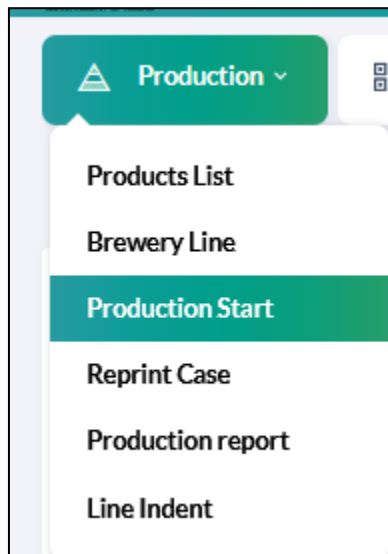 Production
Products List
Brewery Line
Production Start
Reprint Case
Production report
Line Indent